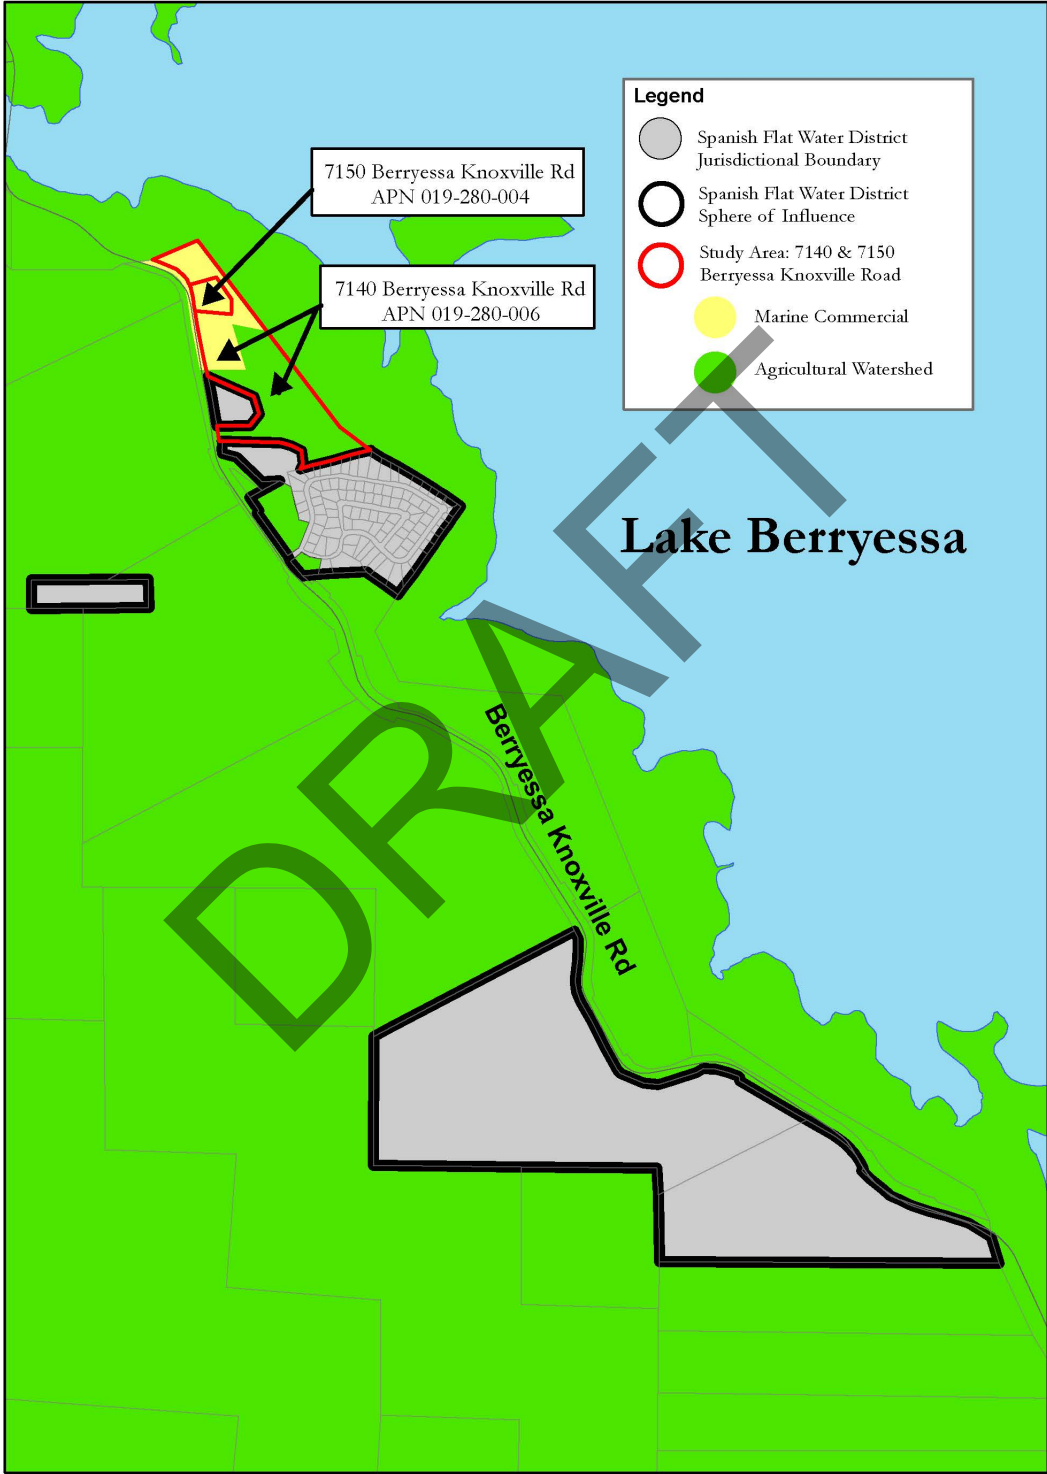 Legend
Spanish Flat Water District
Jurisdictional Boundary
Spanish Flat Water District
Sphere of Influence
Study Area: 7140 & 7150
Berryessa Knoxville Road
Marine Commercial
Agricultural Watershed
7150 Berryessa Knoxville Rd
APN 019-280-004
7140 Berryessa Knoxville Rd
APN 019-280-006
Lake Berryessa
Berryessa Knoxville Rd
DRAFT